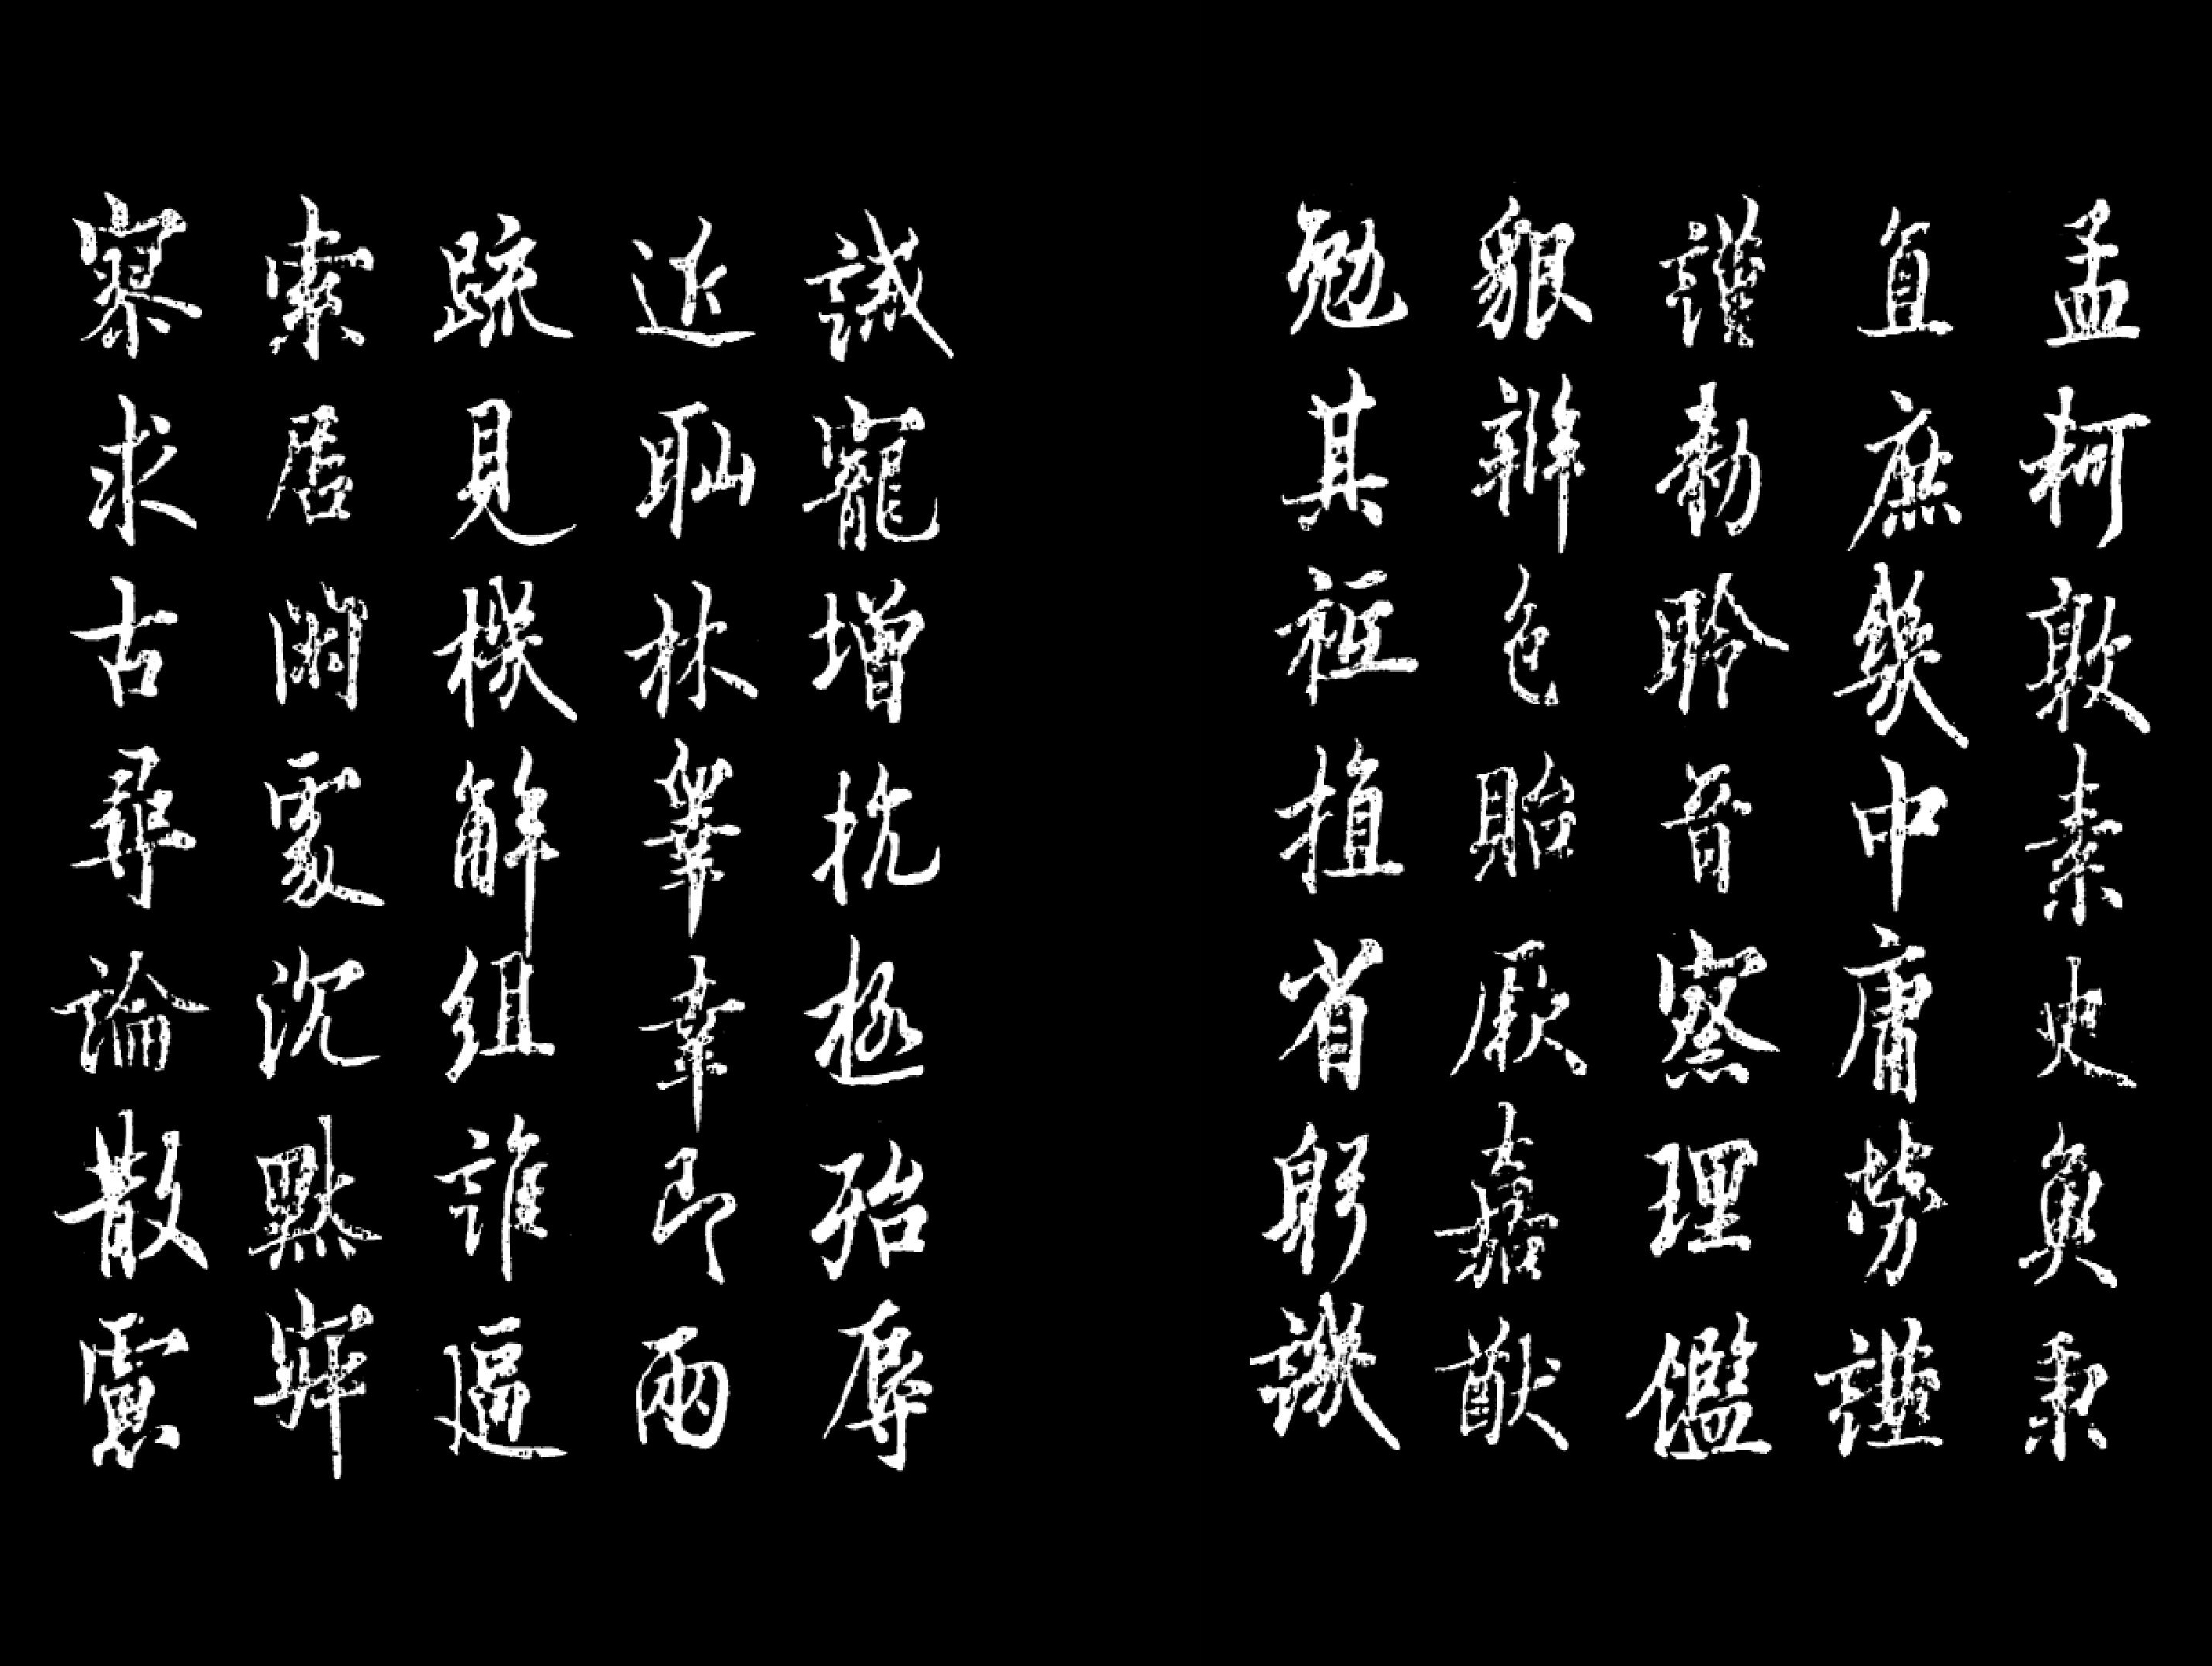 孟軻敦素史魚秉
直庶幾中庸勞謙
謹勅聆音察理鑑
貌辨色貽厥嘉猷
勉其祗植省躬譏
誡寵增抗極殆辱
近恥林睾幸即兩
疏見機解組誰逼
索居閑處沉默寂
寥求古尋論散慮